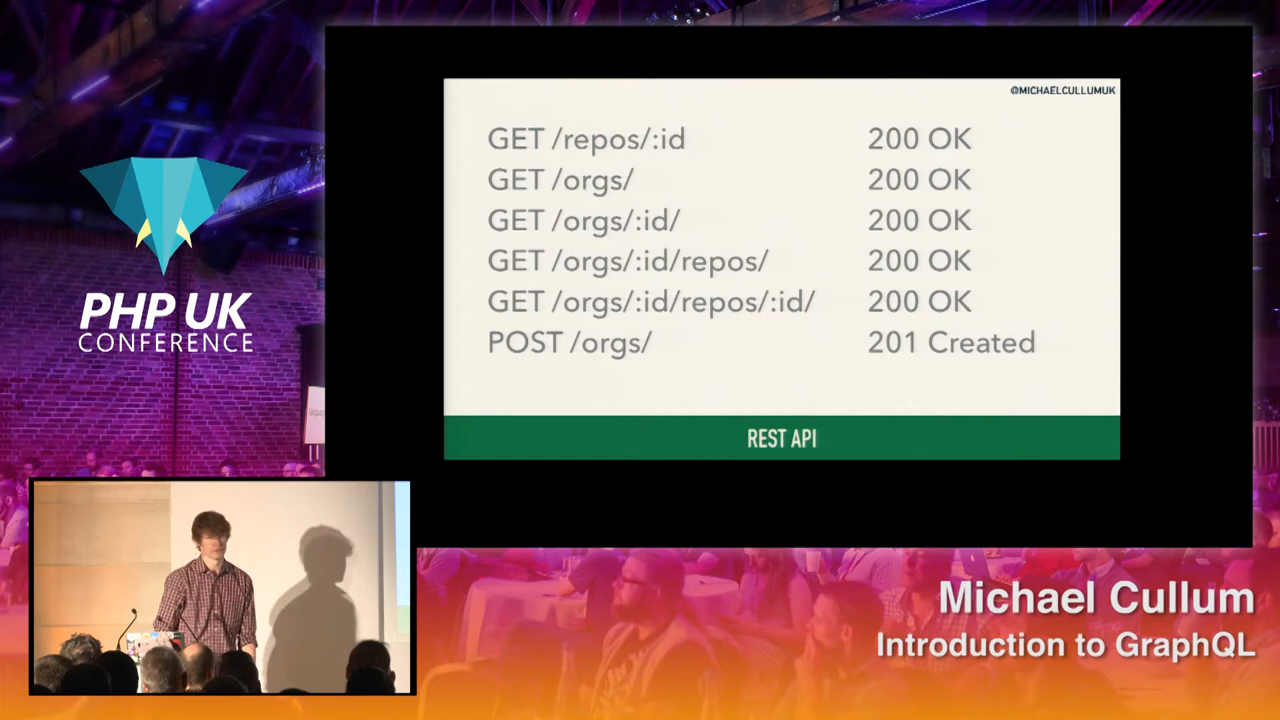 @MICHAELCULLUMUK
GET /repos/:id 200 OK
GET /orgs/ 200 OK
GET /orgs/:id/ 200 OK
GET /orgs/:id/repos/ 200 OK
GET /orgs/:id/repos/:id/ 200 OK
POST /orgs/ 201 Created
REST API
PHP UK
CONFERENCE
Michael Cullum
Introduction to GraphQL